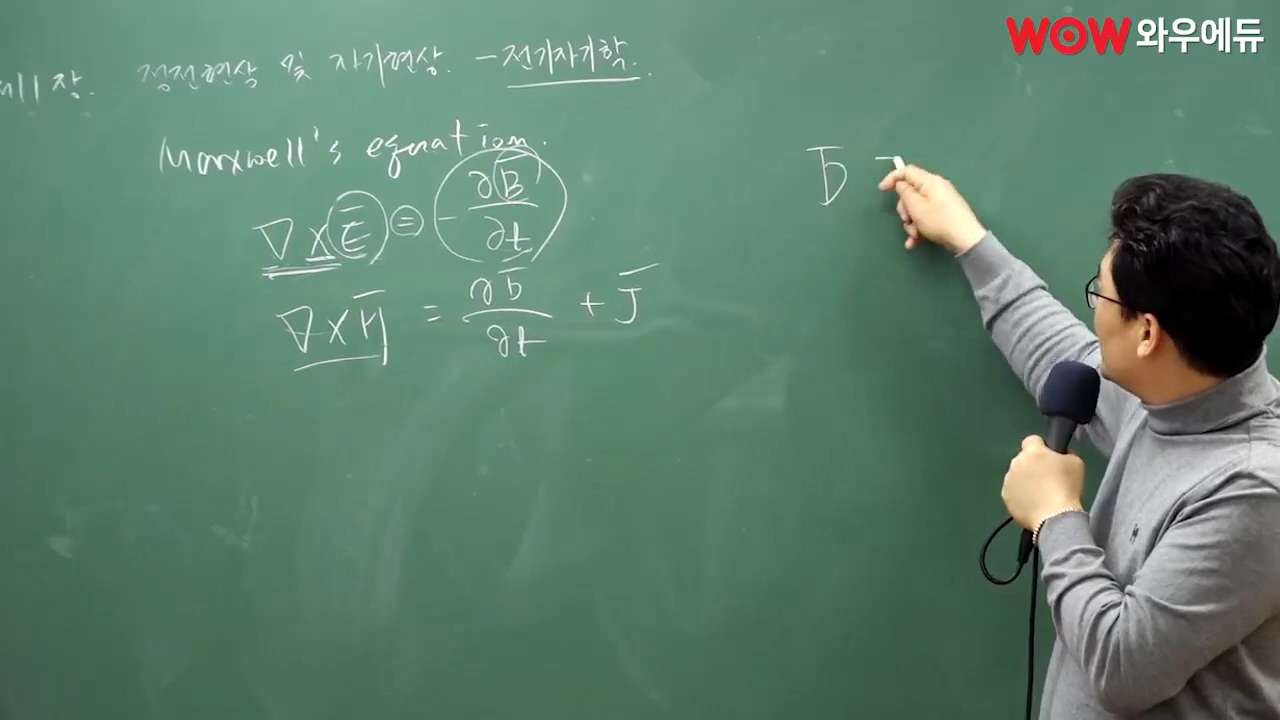 WOW 와우에듀
제11장. 정전현상 및 자기현상. - 전기자기학.
Maxwell's equation.
∇ × E̅ = - ∂B̅/∂t
∇ × H̅ = ∂D̅/∂t + J̅
D̅